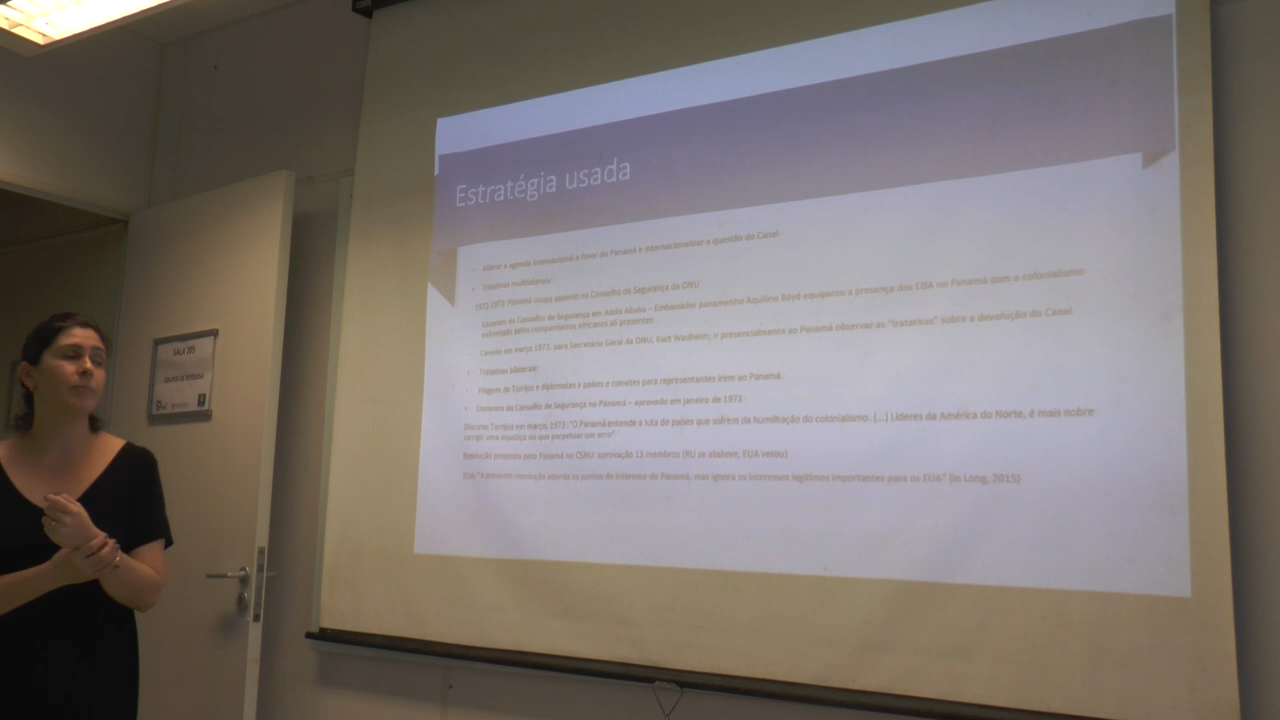 Estratégia usada
- Alterar a agenda internacional a favor do Panamá e internacionalizar a questão do Canal:
- Tratativas multilaterais:
1972-1973: Panamá ocupa assento no Conselho de Segurança da ONU
Encontro do Conselho de Segurança em Addis Ababa – Embaixador panamenho Aquilino Boyd equiparou a presença dos EUA no Panamá com o colonialismo
enfrentado pelos companheiros africanos ali presentes
- Convite em março 1972, para Secretário Geral da ONU, Kurt Wadheim, ir presencialmente ao Panamá observar as "tratativas" sobre a devolução do Canal
• Tratativas bilaterais:
- Viagens de Torrijos e diplomatas a países e convites para representantes irem ao Panamá
• Encontro do Conselho de Segurança no Panamá – aprovado em janeiro de 1973
Discurso Torrijos em março, 1973: "O Panamá entende a luta de países que sofrem da humilhação do colonialismo. [...] Líderes da América do Norte, é mais nobre
corrigir uma injustiça do que perpetuar um erro"
Resolução proposta pelo Panamá no CSNU: aprovação 13 membros (RU se absteve, EUA vetou)
EUA: "A presente resolução aborda os pontos de interesse do Panamá, mas ignora os interesses legítimos importantes para os EUA" (in Long, 2015)
SALA 205
GRUPOS DE PESQUISA